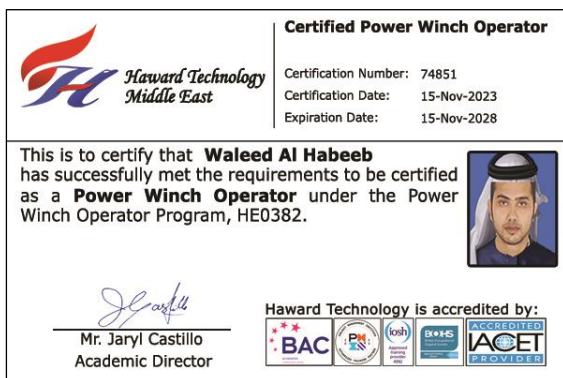 Haward Technology
Middle East
Certified Power Winch Operator
Certification Number: 74851
Certification Date: 15-Nov-2023
Expiration Date: 15-Nov-2028
This is to certify that Waleed Al Habeeb
has successfully met the requirements to be certified
as a Power Winch Operator under the Power
Winch Operator Program, HE0382.
Mr. Jaryl Castillo
Academic Director
Haward Technology is accredited by:
BAC
iosh
BOHS
ACCREDITED
IACET
PROVIDER